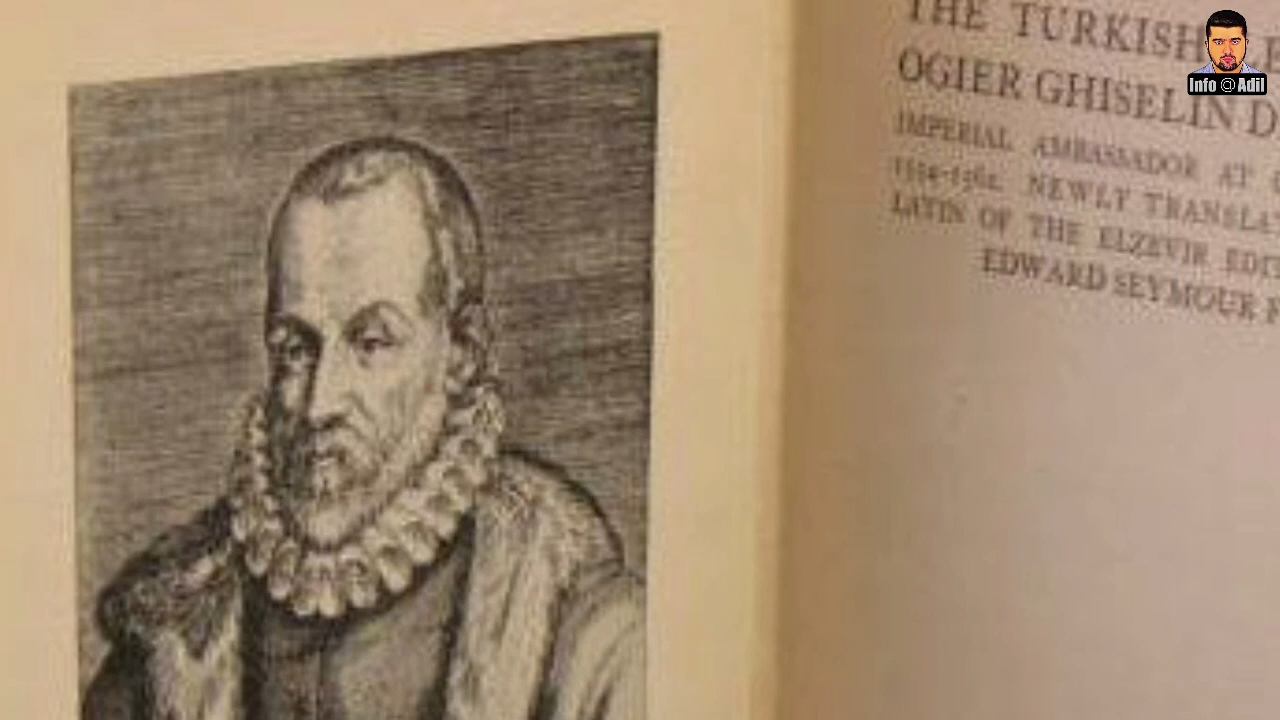 THE TURKISH
OGIER GHISELIN D
IMPERIAL AMBASSADOR AT
1554-1562. NEWLY TRANSLA
LATIN OF THE ELZEVIR EDI
EDWARD SEYMOUR
Info @ Adil